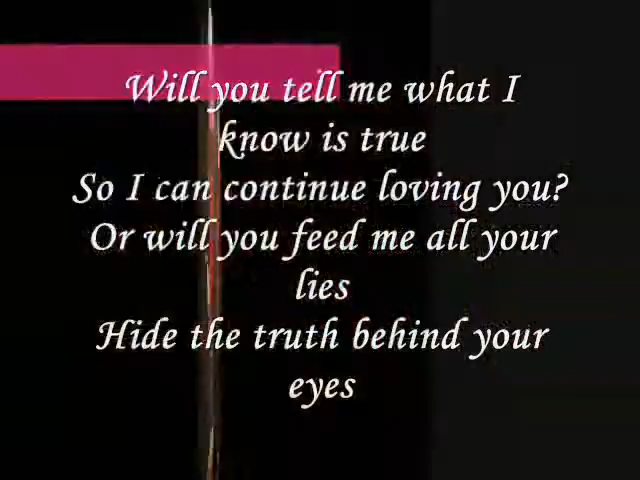 Will you tell me what I
know is true
So I can continue loving you?
Or will you feed me all your
lies
Hide the truth behind your
eyes